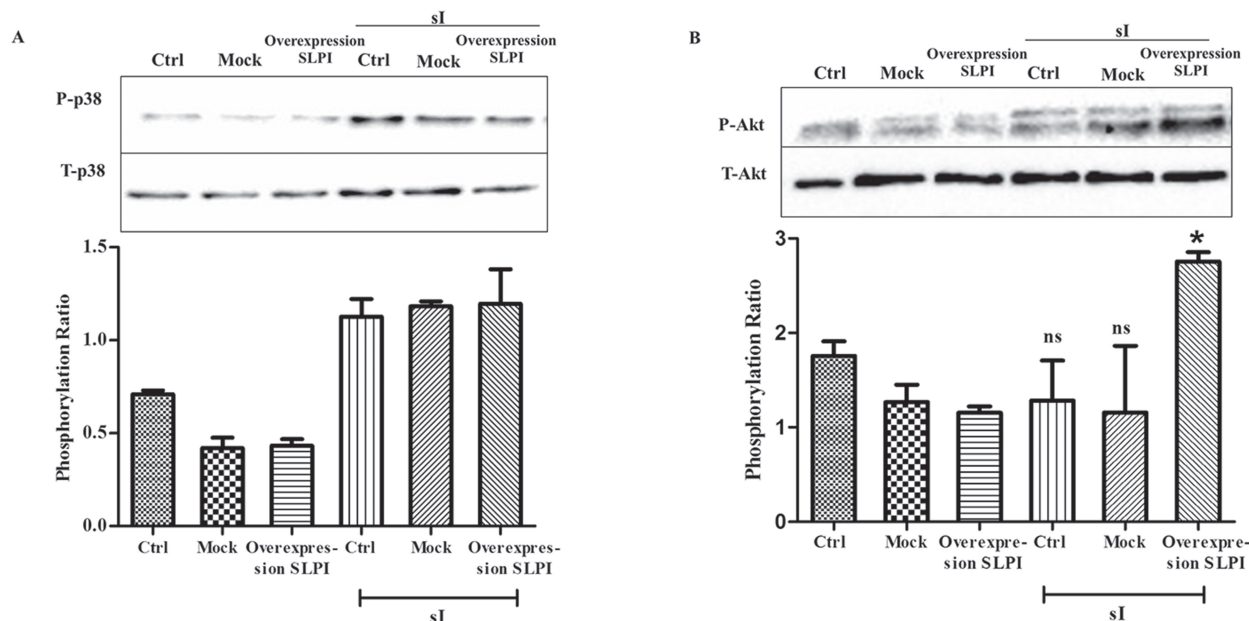 A
sI
Ctrl Mock Overexpression SLPI Ctrl Mock Overexpression SLPI
P-p38
T-p38
Phosphorylation Ratio
1.5
1.0
0.5
0.0
Ctrl Mock Overexpres- sion SLPI Ctrl Mock Overexpres- sion SLPI
sI
B
sI
Ctrl Mock Overexpression SLPI Ctrl Mock Overexpression SLPI
P-Akt
T-Akt
Phosphorylation Ratio
3
2
1
0
ns ns *
Ctrl Mock Overexpre- sion SLPI Ctrl Mock Overexpre- sion SLPI
sI